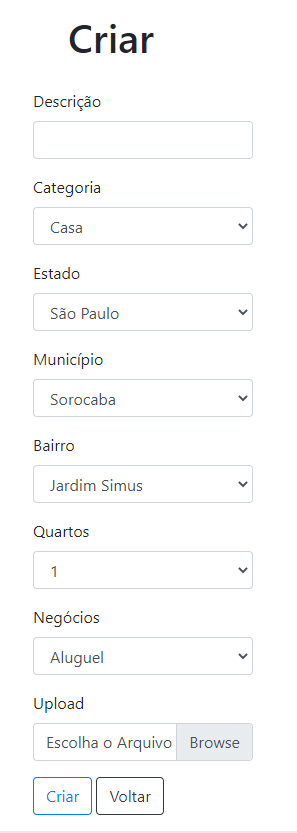 Criar
Descrição
Categoria
Casa
Estado
São Paulo
Município
Sorocaba
Bairro
Jardim Simus
Quartos
1
Negócios
Aluguel
Upload
Escolha o Arquivo Browse
Criar Voltar